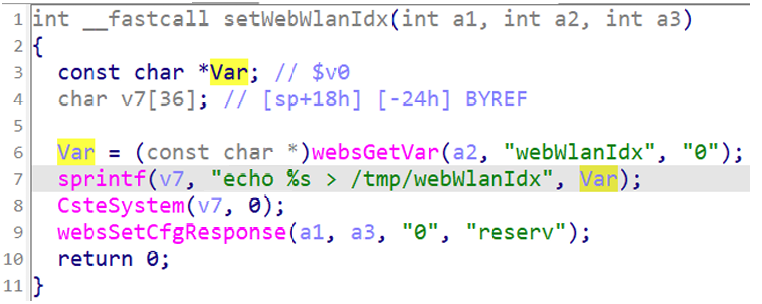 1 int __fastcall setWebWlanIdx(int a1, int a2, int a3)
2 {
3 const char *Var; // $v0
4 char v7[36]; // [sp+18h] [-24h] BYREF
5
6 Var = (const char *)websGetVar(a2, "webWlanIdx", "0");
7 sprintf(v7, "echo %s > /tmp/webWlanIdx", Var);
8 CsteSystem(v7, 0);
9 websSetCfgResponse(a1, a3, "0", "reserv");
10 return 0;
11 }